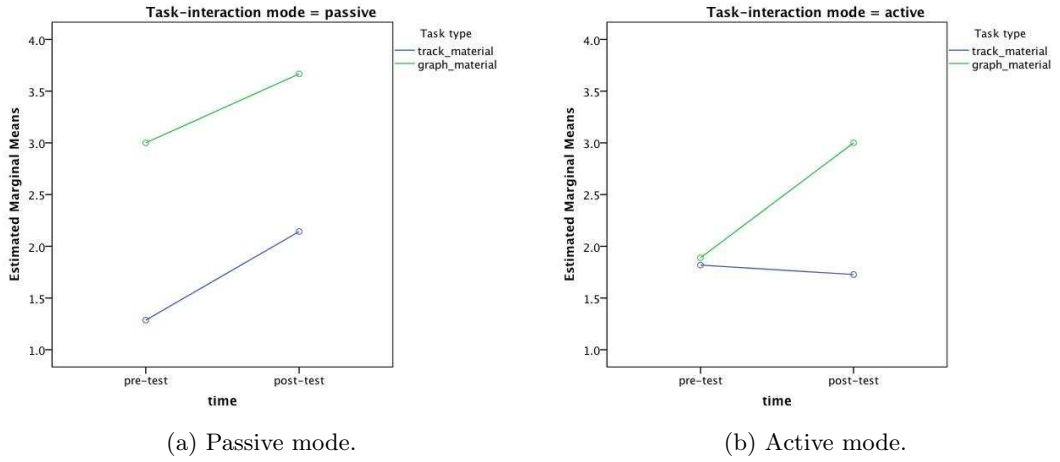 Task-interaction mode = passive
Task type
track_material
graph_material
4.0
3.5
3.0
2.5
2.0
1.5
1.0
Estimated Marginal Means
pre-test
post-test
time
(a) Passive mode.
Task-interaction mode = active
Task type
track_material
graph_material
4.0
3.5
3.0
2.5
2.0
1.5
1.0
Estimated Marginal Means
pre-test
post-test
time
(b) Active mode.